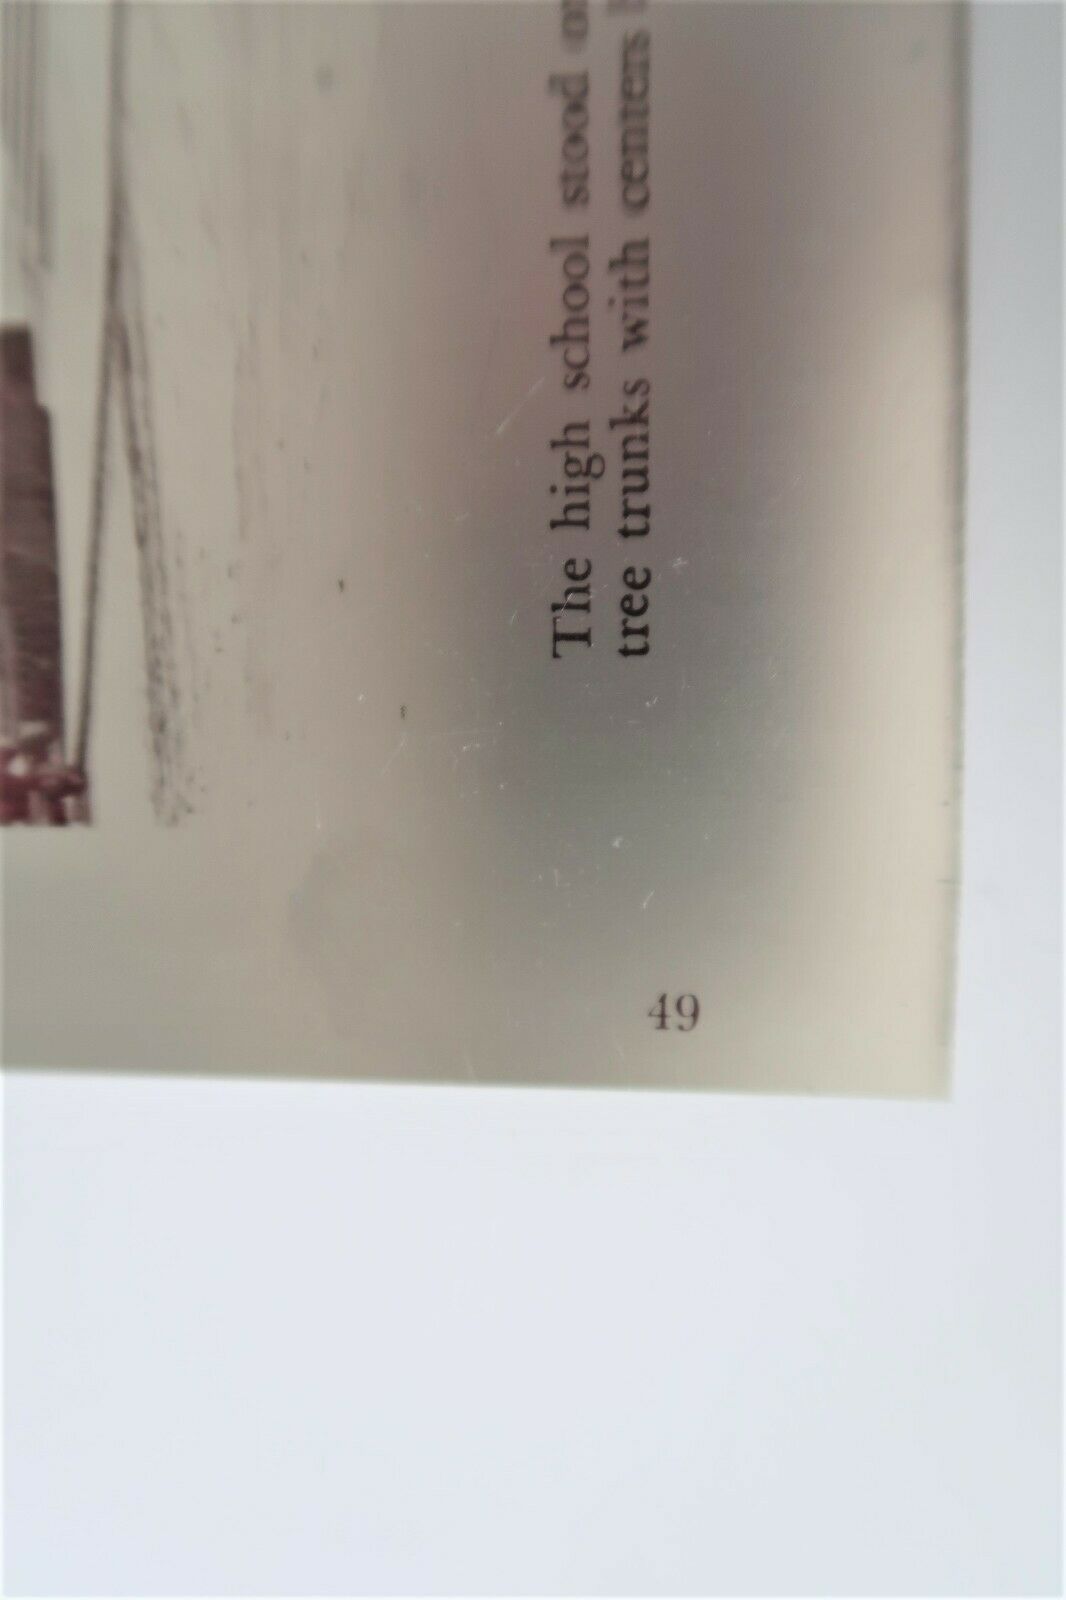 The high school stood
tree trunks with centers
49